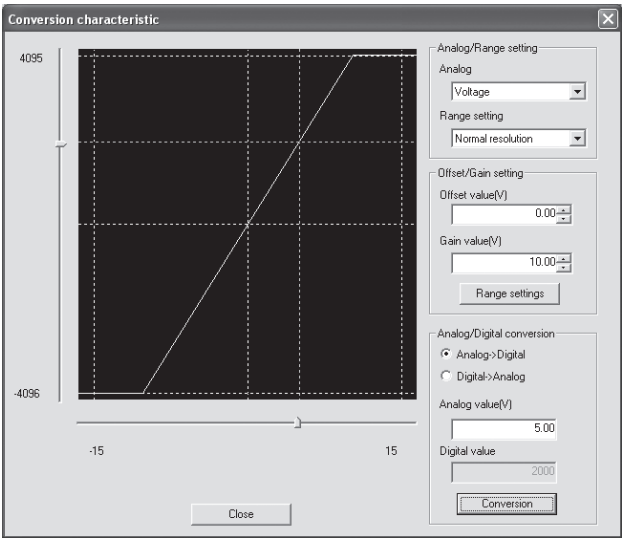 Conversion characteristic
4095
-4096
-15
15
Close
Analog/Range setting
Analog
Voltage
Range setting
Normal resolution
Offset/Gain setting
Offset value(V)
0.00
Gain value(V)
10.00
Range settings
Analog/Digital conversion
Analog->Digital
Digital->Analog
Analog value(V)
5.00
Digital value
2000
Conversion